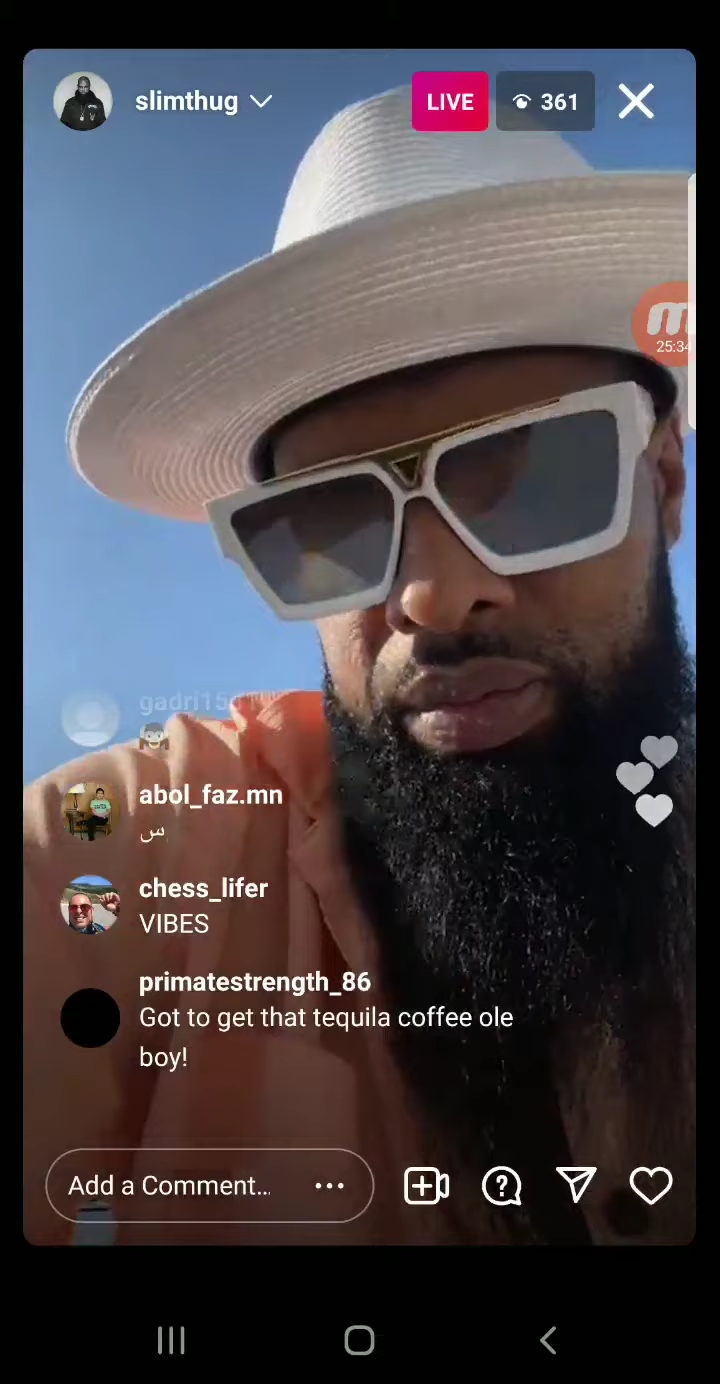 slimthug
LIVE
361
25:34
abol_faz.mn
س
chess_lifer
VIBES
primatestrength_86
Got to get that tequila coffee ole
boy!
Add a Comment...